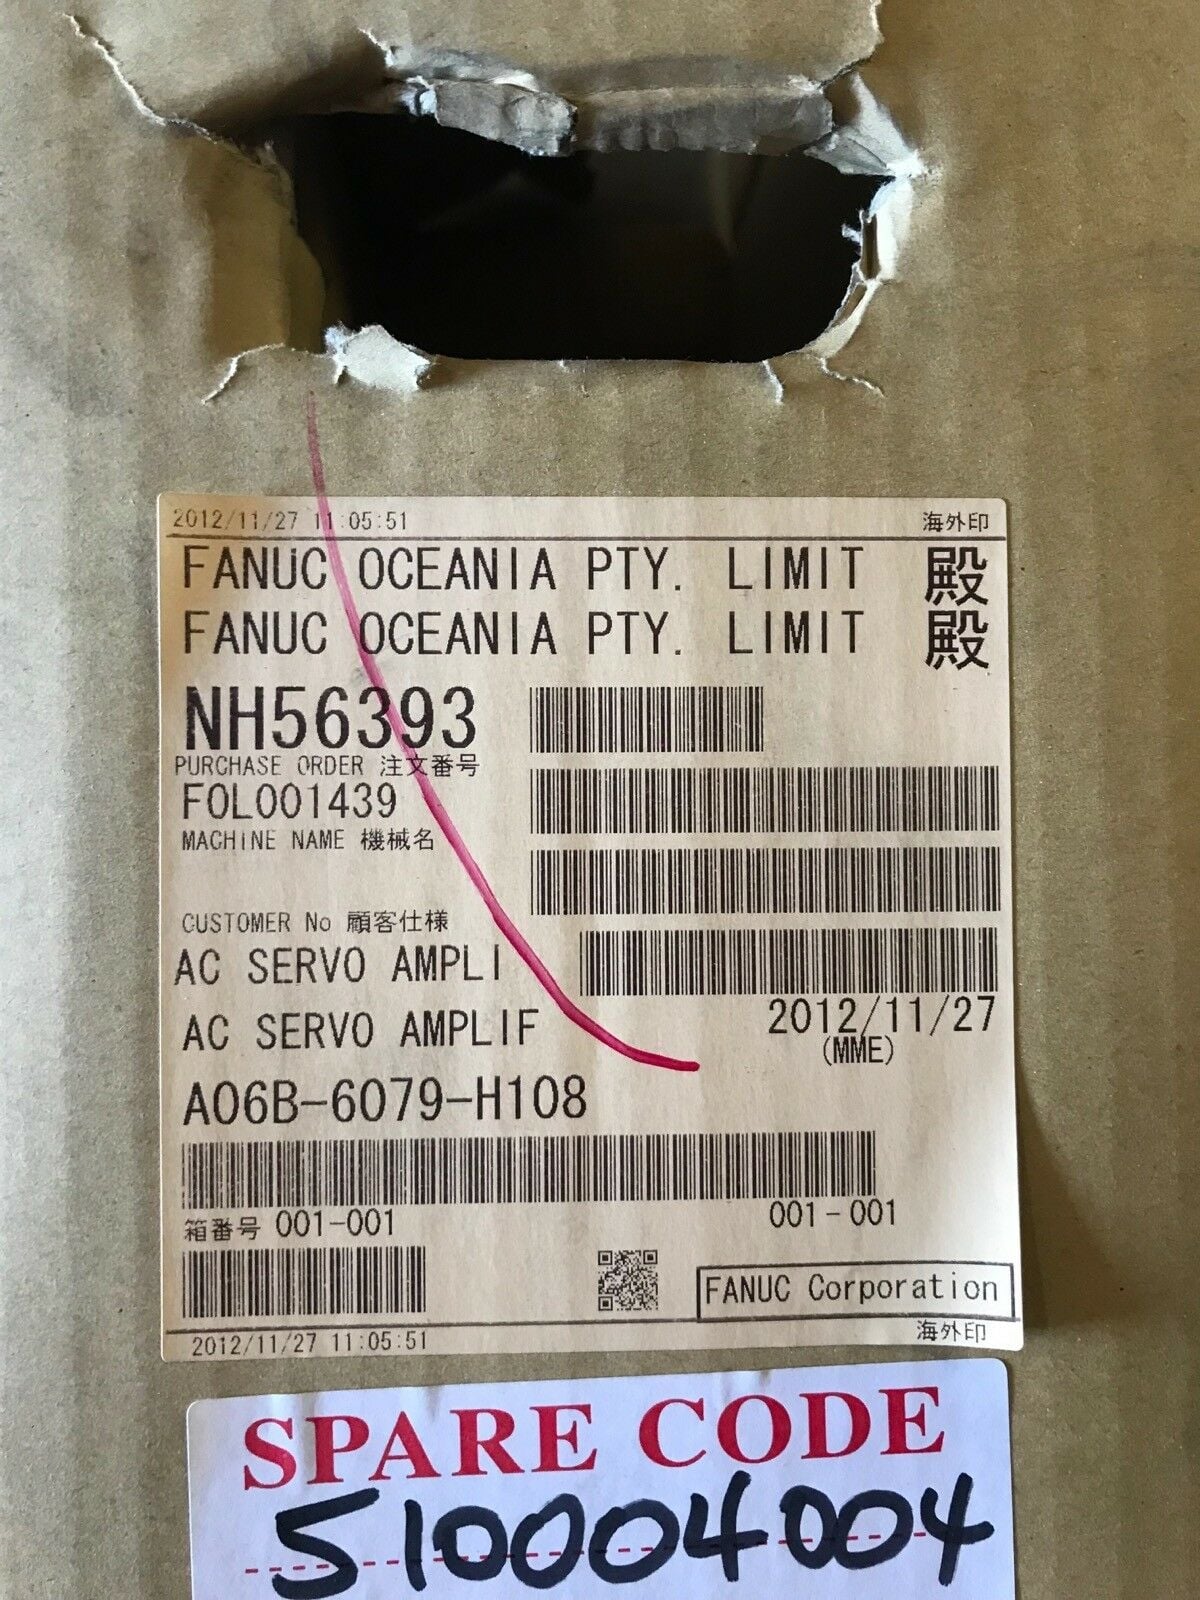 2012/11/27 11:05:51 海外印
FANUC OCEANIA PTY. LIMIT 殿
FANUC OCEANIA PTY. LIMIT 殿
NH56393
PURCHASE ORDER 注文番号
FOL001439
MACHINE NAME 機械名
CUSTOMER No 顧客仕様
AC SERVO AMPLI
AC SERVO AMPLIF
2012/11/27
(MME)
A06B-6079-H108
箱番号 001-001 001-001
FANUC Corporation
2012/11/27 11:05:51 海外印
SPARE CODE
510004004